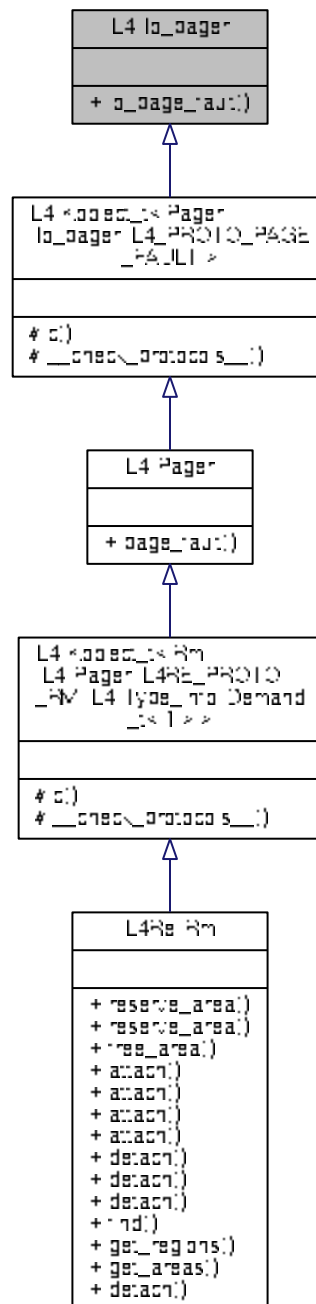 L4::Io_pager
+ io_page_fault()
L4::Kobject_t< Pager,
Io_pager, L4_PROTO_PAGE
_FAULT >
# c()
# __check_protocols__()
L4::Pager
+ page_fault()
L4::Kobject_t< Rm,
L4::Pager, L4RE_PROTO
_RM, L4::Type_info::Demand
_t< 1 > >
# c()
# __check_protocols__()
L4Re::Rm
+ reserve_area()
+ reserve_area()
+ free_area()
+ attach()
+ attach()
+ attach()
+ attach()
+ detach()
+ detach()
+ detach()
+ find()
+ get_regions()
+ get_areas()
+ detach()